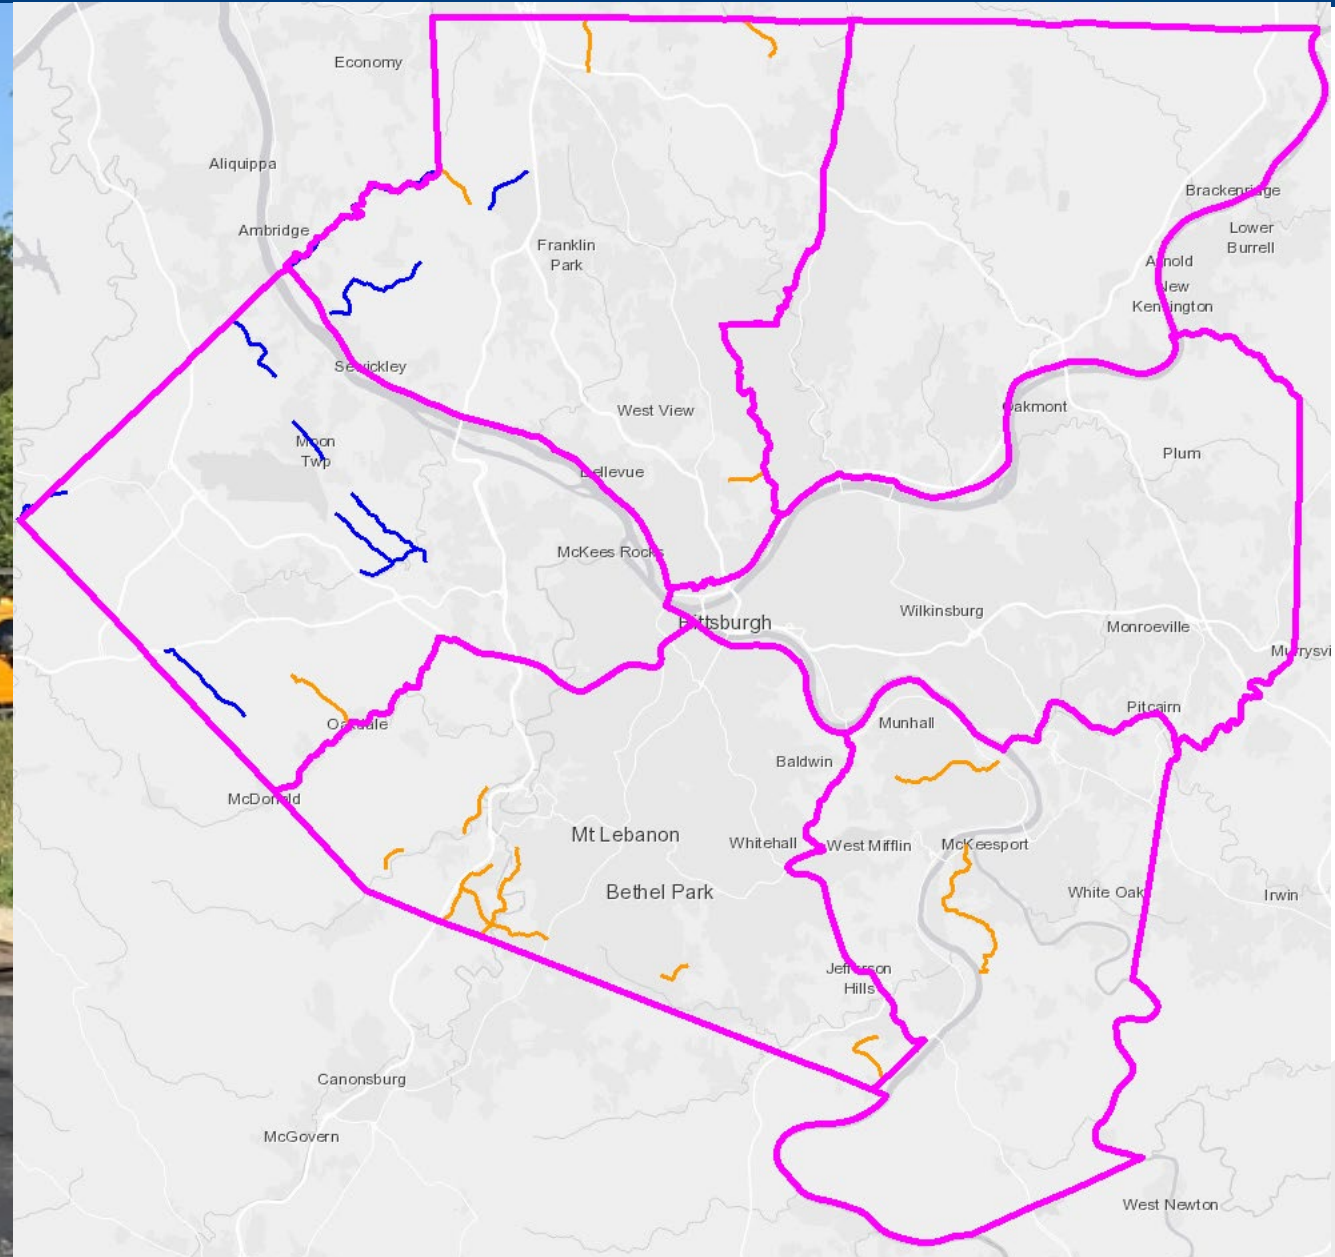 Economy
Aliquippa
Brackenridge
Ambridge
Lower
Burrell
Franklin
Park
Arnold
New
Kensington
Sewickley
West View
Oakmont
Moon
Twp
Plum
Bellevue
McKees Rocks
Wilkinsburg
Pittsburgh
Monroeville
Murrysvi
Pitcairn
Oakdale
Munhall
Baldwin
McDonald
Mt Lebanon
Whitehall
West Mifflin
McKeesport
Bethel Park
White Oak
Irwin
Jefferson
Hills
Canonsburg
McGovern
West Newton